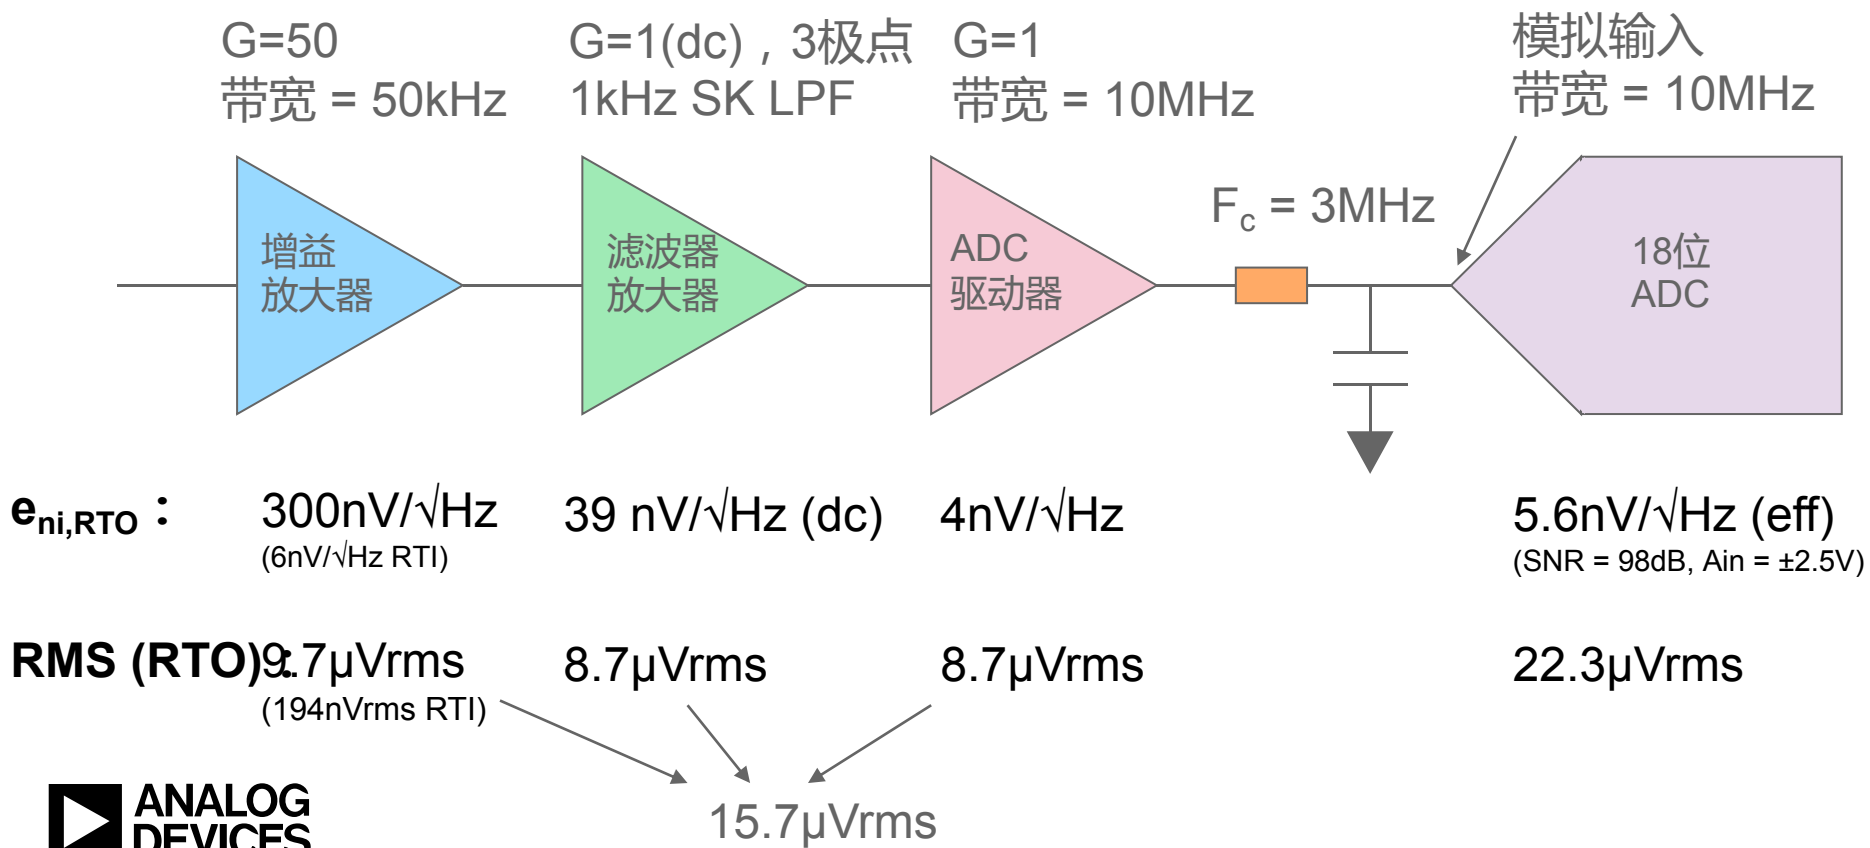 G=50
带宽 = 50kHz
G=1(dc)，3极点
1kHz SK LPF
G=1
带宽 = 10MHz
模拟输入
带宽 = 10MHz
增益
放大器
滤波器
放大器
ADC
驱动器
Fc = 3MHz
18位
ADC
eni,RTO：
300nV/√Hz
(6nV/√Hz RTI)
39 nV/√Hz (dc)
4nV/√Hz
5.6nV/√Hz (eff)
(SNR = 98dB, Ain = ±2.5V)
RMS (RTO)：
9.7µVrms
(194nVrms RTI)
8.7µVrms
8.7µVrms
22.3µVrms
15.7µVrms
ANALOG
DEVICES